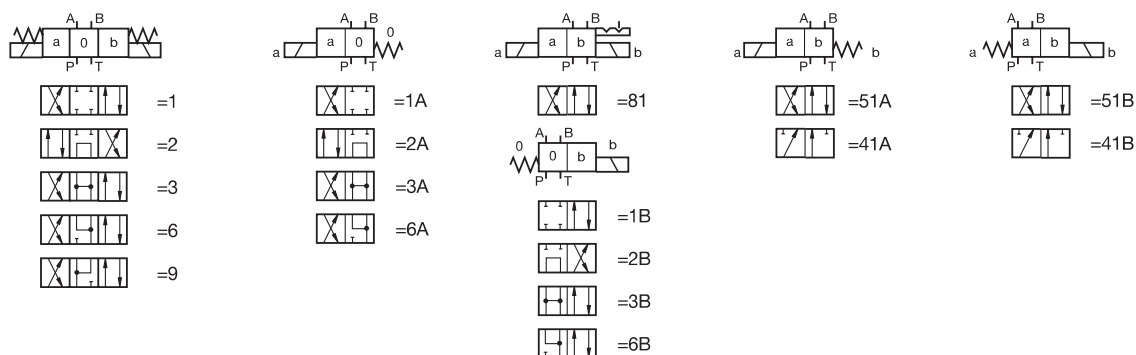 A B
a 0 b
P T
=1
=2
=3
=6
=9
A B
0
a a 0
P T
=1A
=2A
=3A
=6A
A B
a a b b
P T
=81
A B
0 0 b b
P T
=1B
=2B
=3B
=6B
A B
a a b b
P T
=51A
=41A
A B
a a b b
P T
=51B
=41B